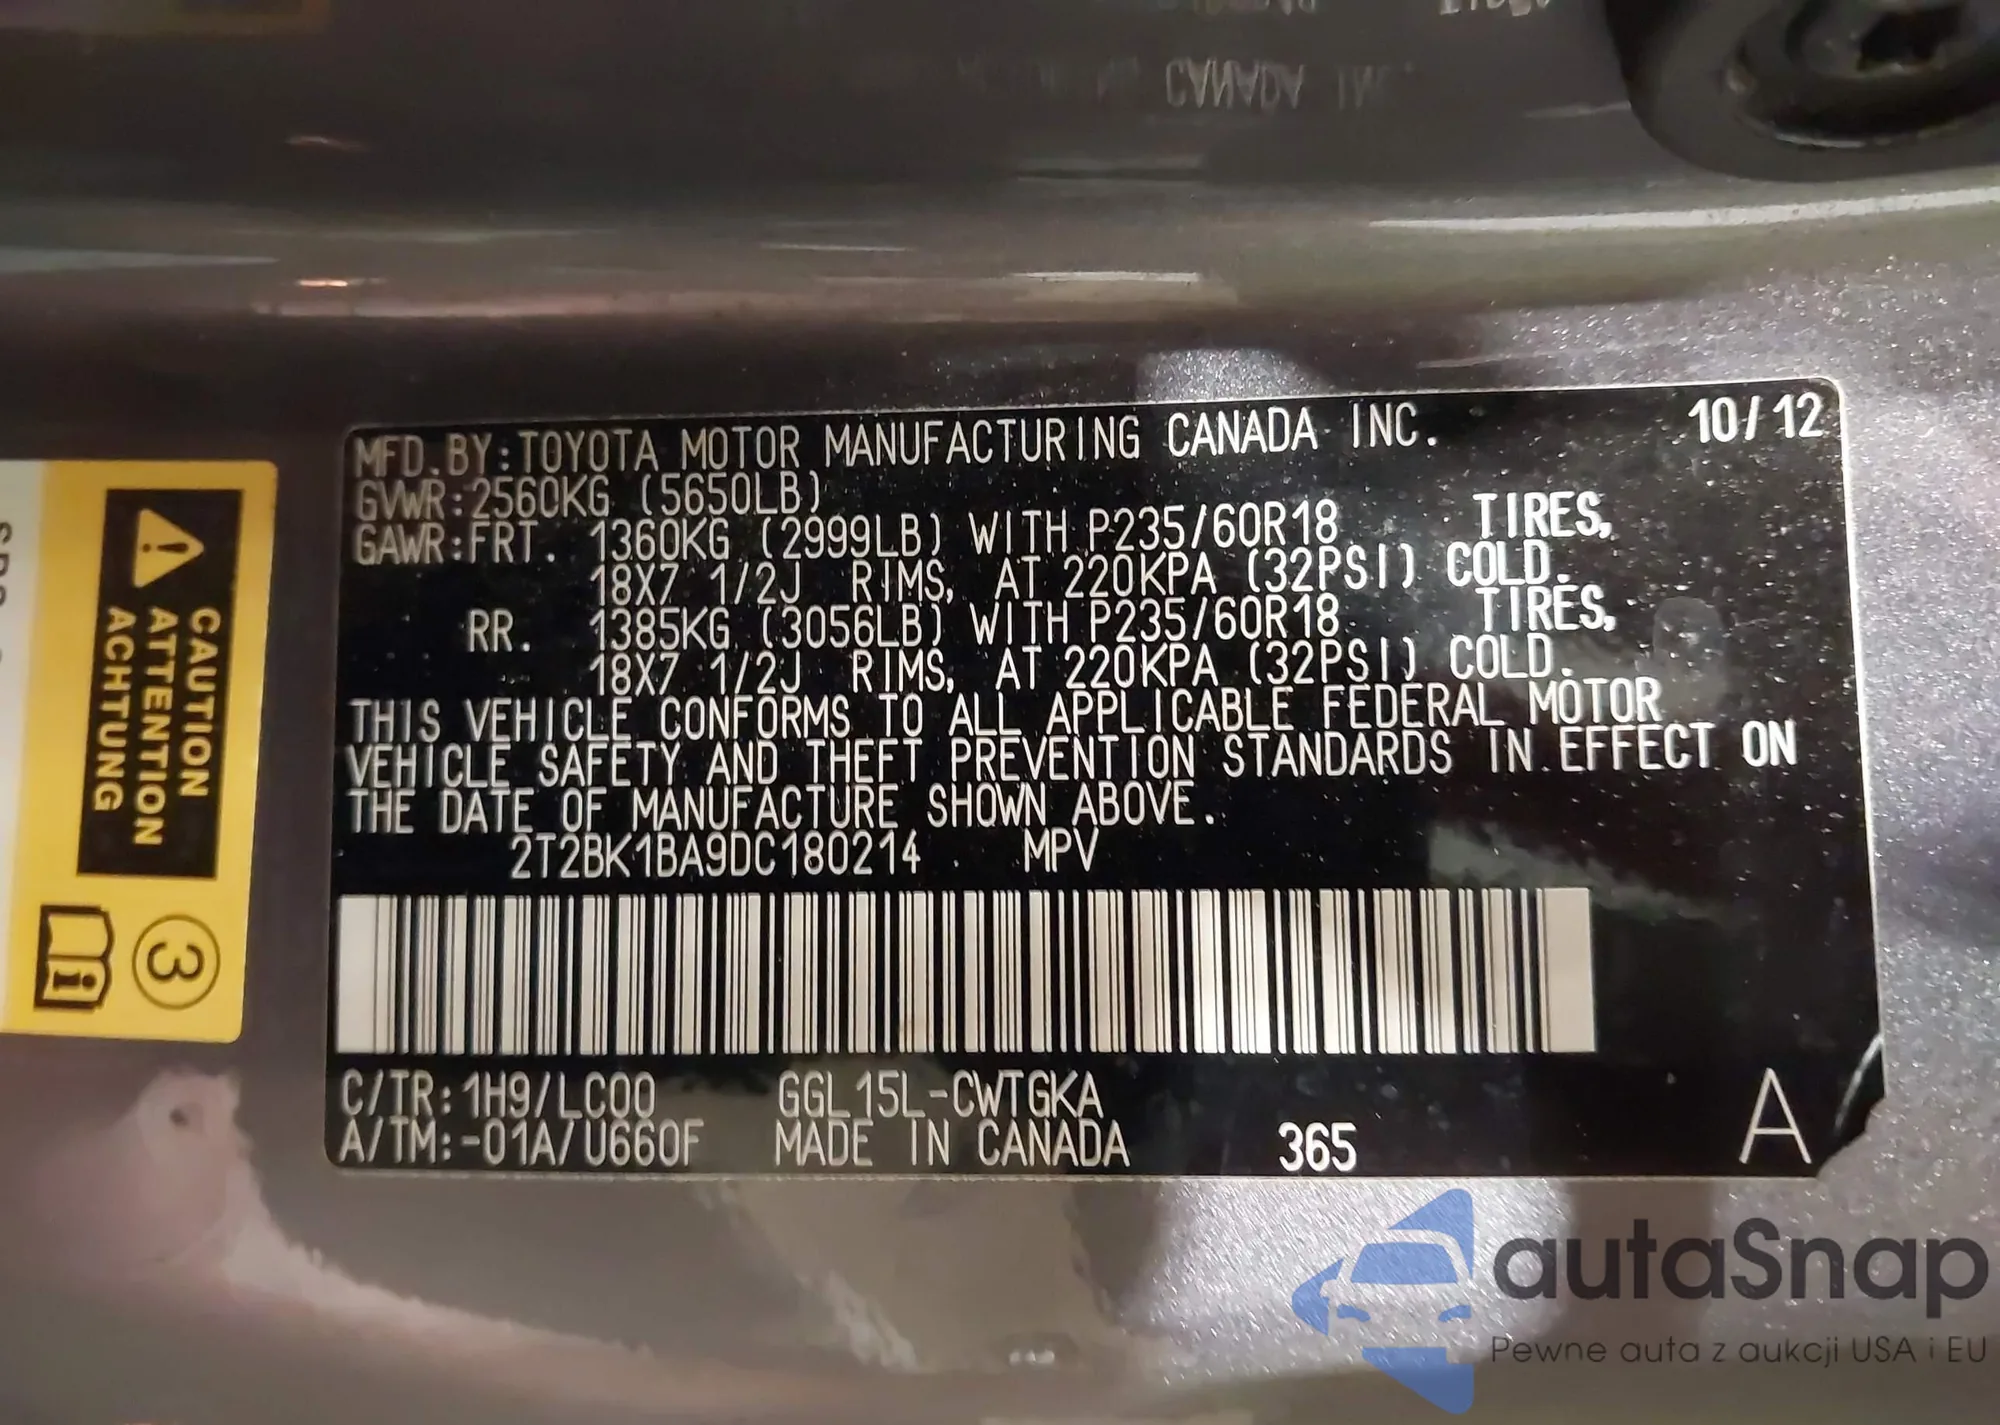 CANADA INC.
MFD.BY:TOYOTA MOTOR MANUFACTURING CANADA INC. 10/12
GVWR:2560KG (5650LB)
GAWR:FRT. 1360KG (2999LB) WITH P235/60R18 TIRES,
18X7 1/2J RIMS, AT 220KPA (32PSI) COLD.
RR. 1385KG (3056LB) WITH P235/60R18 TIRES,
18X7 1/2J RIMS, AT 220KPA (32PSI) COLD.
THIS VEHICLE CONFORMS TO ALL APPLICABLE FEDERAL MOTOR
VEHICLE SAFETY AND THEFT PREVENTION STANDARDS IN EFFECT ON
THE DATE OF MANUFACTURE SHOWN ABOVE.
2T2BK1BA9DC180214 MPV
C/TR:1H9/LC00 GGL15L-CWTGKA
A/TM:-01A/U660F MADE IN CANADA 365 A
CAUTION
ATTENTION
ACHTUNG
3
autaSnap
Pewne auta z aukcji USA i EU